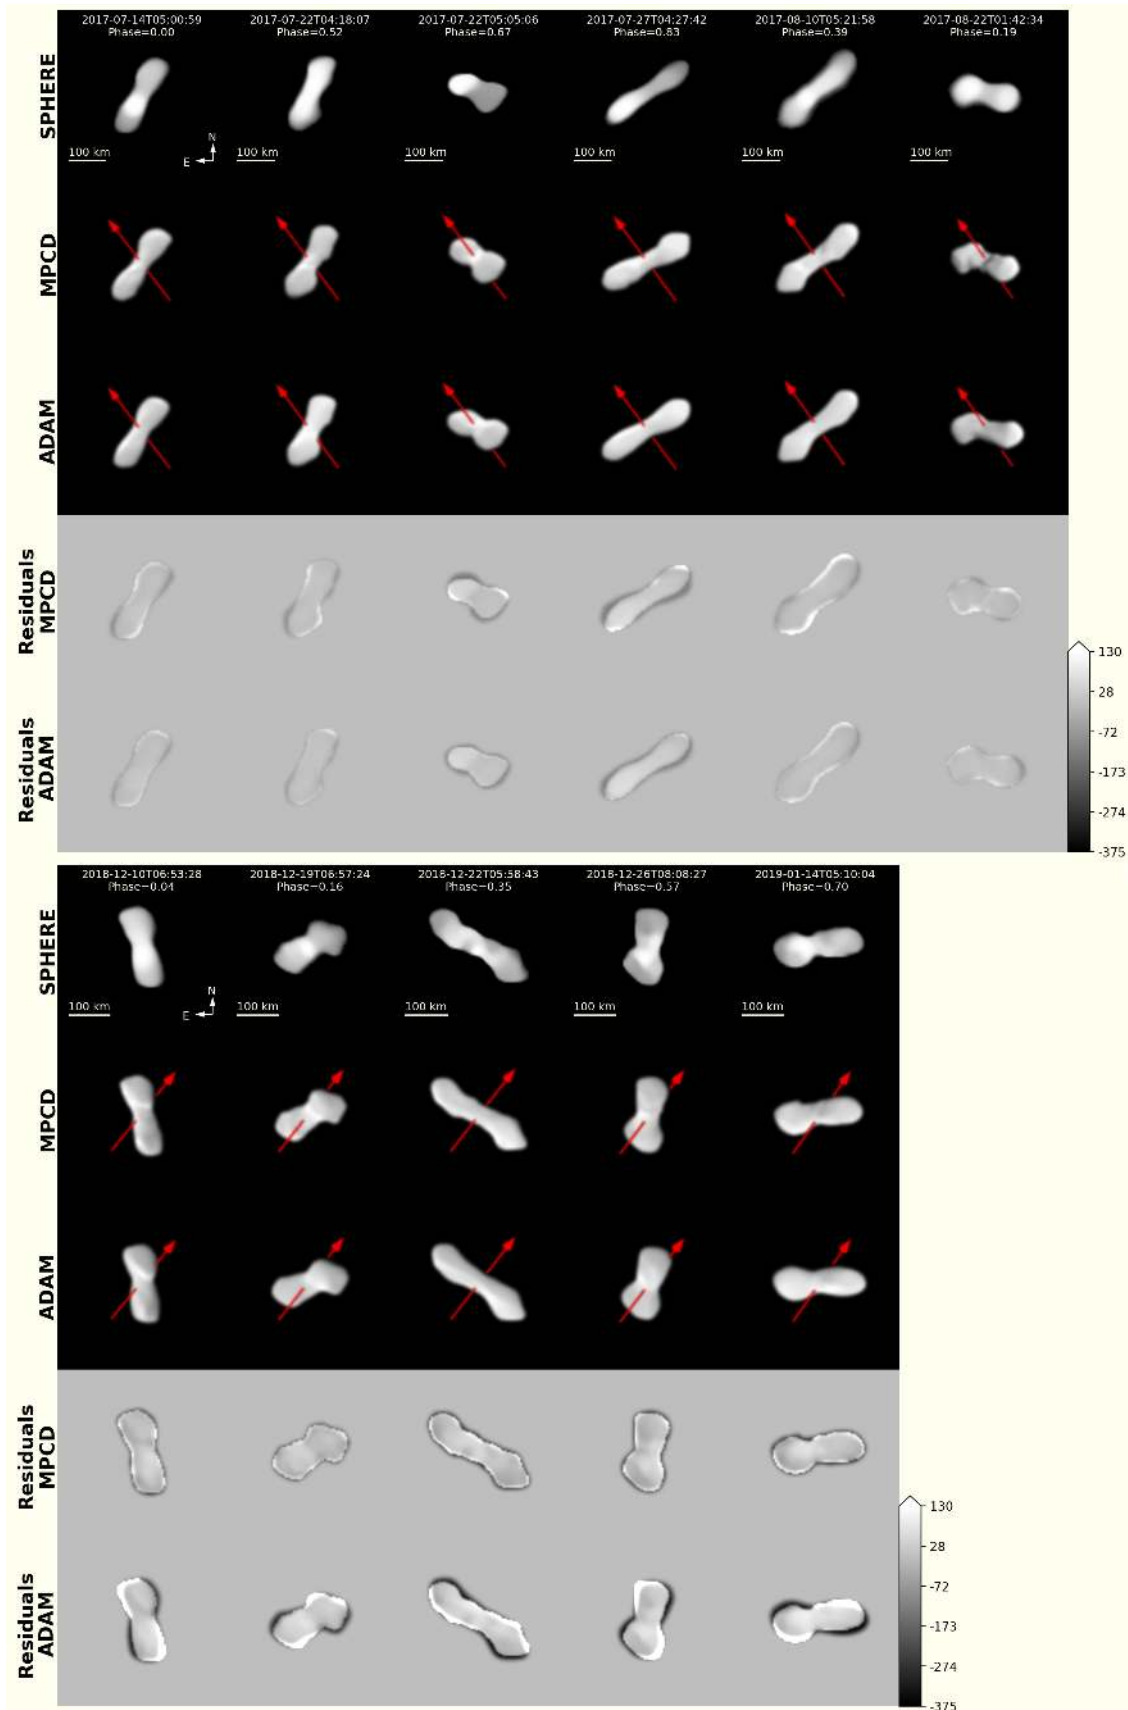 2017-07-14T05:00:59 2017-07-22T04:18:07 2017-07-22T05:05:06 2017-07-27T04:27:42 2017-08-10T05:21:58 2017-08-22T01:42:34
Phase=0.00 Phase=0.52 Phase=0.67 Phase=0.83 Phase=0.39 Phase=0.19
SPHERE
N
E
100 km 100 km 100 km 100 km 100 km 100 km
MPCD
ADAM
Residuals
MPCD
Residuals
ADAM
130
28
-72
-173
-274
-375
2018-12-10T06:53:28 2018-12-19T06:57:24 2018-12-22T05:58:43 2018-12-26T08:08:27 2019-01-14T05:10:04
Phase=0.04 Phase=0.16 Phase=0.35 Phase=0.57 Phase=0.70
SPHERE
N
E
100 km 100 km 100 km 100 km 100 km
MPCD
ADAM
Residuals
MPCD
Residuals
ADAM
130
28
-72
-173
-274
-375